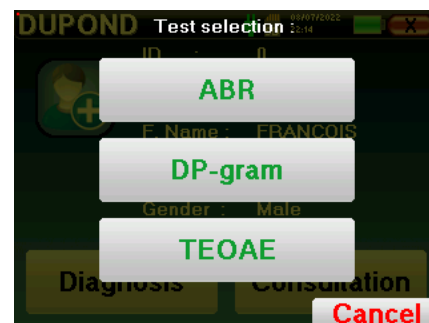 DUPOND
Test selection :
08/07/2022
22:14
X
ID : 0
ABR
F. Name : FRANCOIS
DP-gram
Gender : Male
TEOAE
Diagnosis
Consultation
Cancel